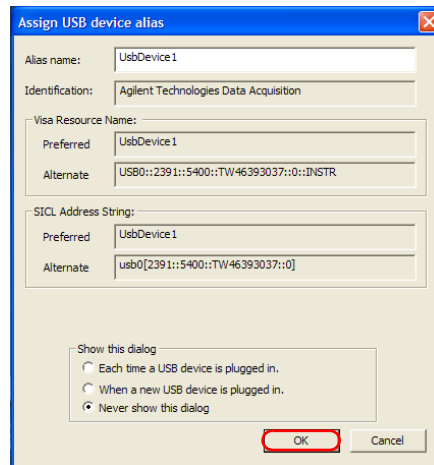 Assign USB device alias
Alias name: UsbDevice1
Identification: Agilent Technologies Data Acquisition
Visa Resource Name:
Preferred UsbDevice1
Alternate USB0::2391::5400::TW46393037::0::INSTR
SICL Address String:
Preferred UsbDevice1
Alternate usb0[2391::5400::TW46393037::0]
Show this dialog
Each time a USB device is plugged in.
When a new USB device is plugged in.
Never show this dialog
OK Cancel